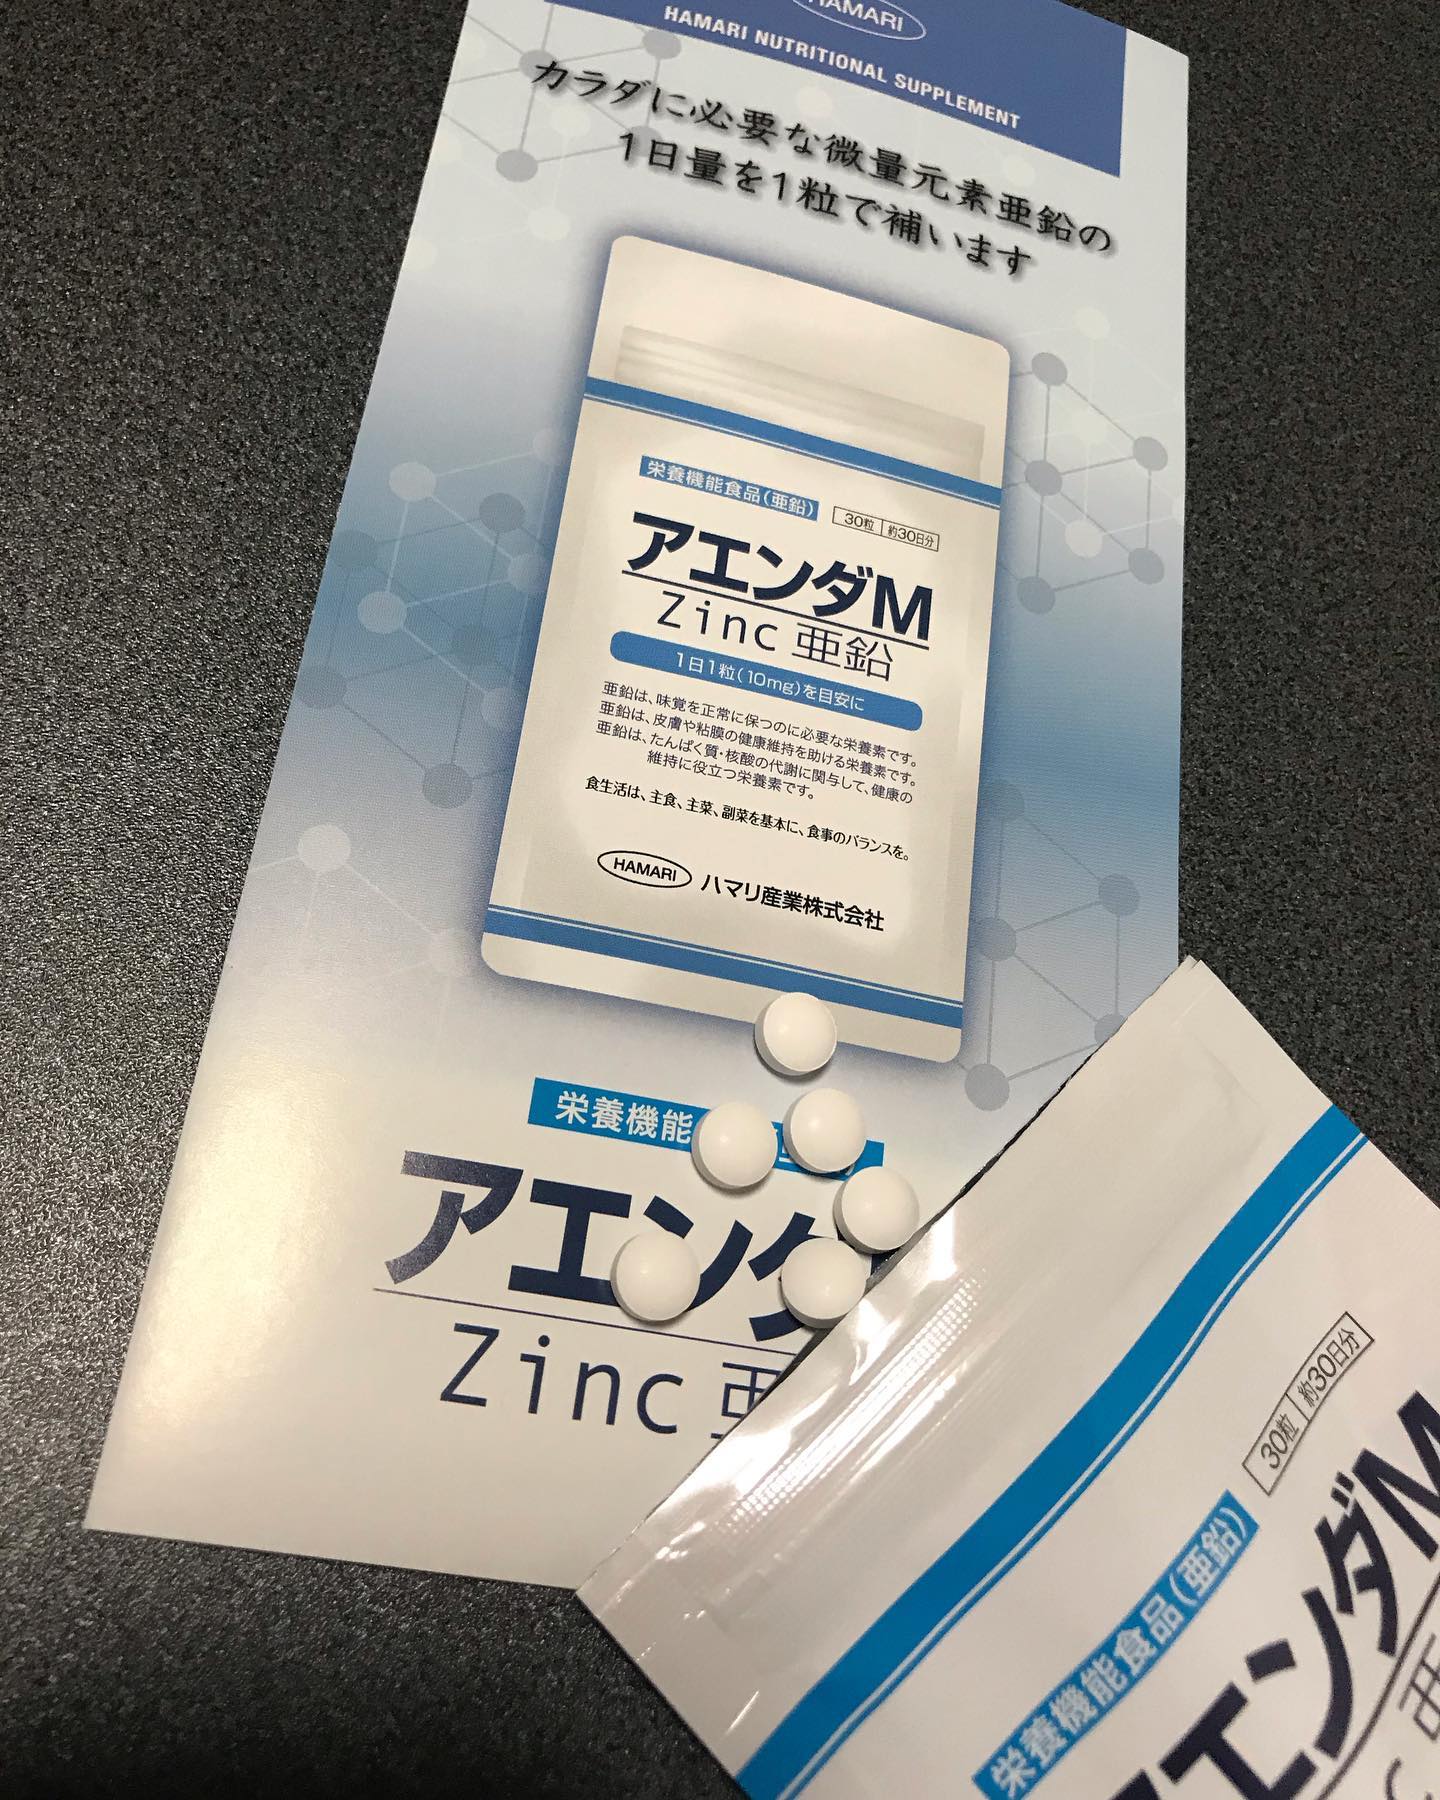 HAMARI
HAMARI NUTRITIONAL SUPPLEMENT
カラダに必要な微量元素亜鉛の
1日量を1粒で補います
栄養機能食品(亜鉛)
30粒 約30日分
アエンダM
Zinc 亜鉛
1日1粒(10mg)を目安に
亜鉛は、味覚を正常に保つのに必要な栄養素です。
亜鉛は、皮膚や粘膜の健康維持を助ける栄養素です。
亜鉛は、たんぱく質・核酸の代謝に関与して、健康の
維持に役立つ栄養素です。
食生活は、主食、主菜、副菜を基本に、食事のバランスを。
HAMARI ハマリ産業株式会社
栄養機能
アエンダ
Zinc 亜
30粒 約30日分
栄養機能食品(亜鉛)
アエンダM
亜